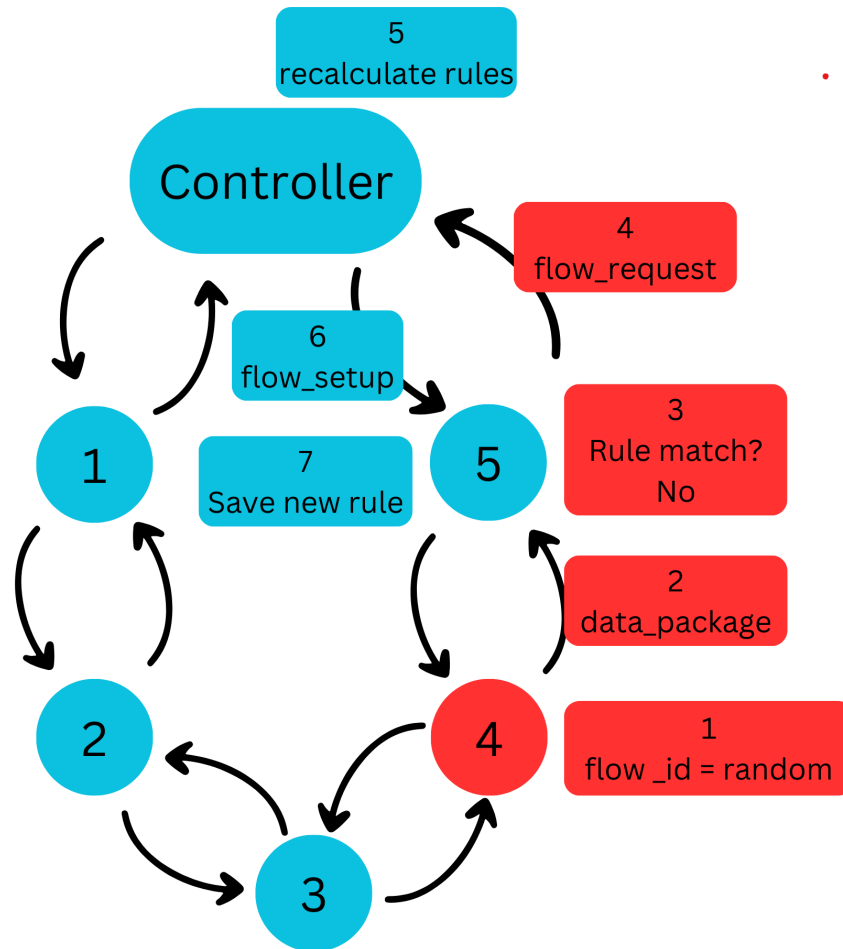 5
recalculate rules
Controller
4
flow_request
6
flow_setup
3
Rule match?
No
1
7
Save new rule
5
2
data_package
2
4
1
flow _id = random
3